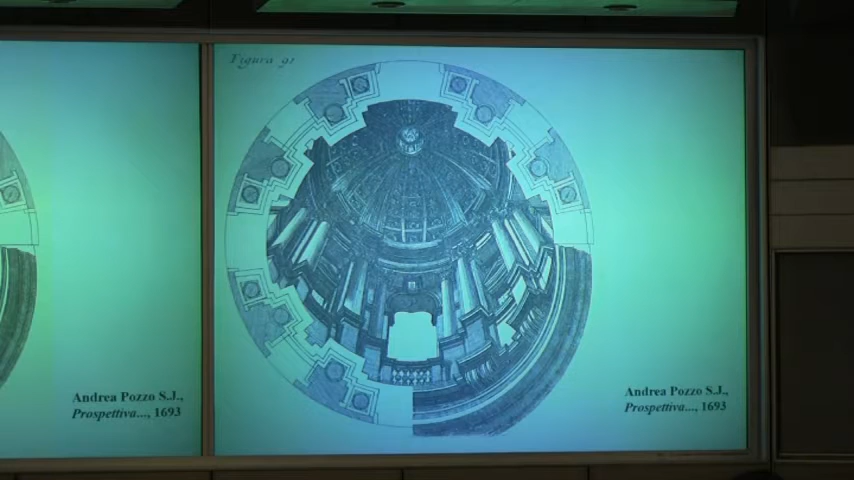 Figura 91
Andrea Pozzo S.J.,
Prospettiva..., 1693
Andrea Pozzo S.J.,
Prospettiva..., 1693